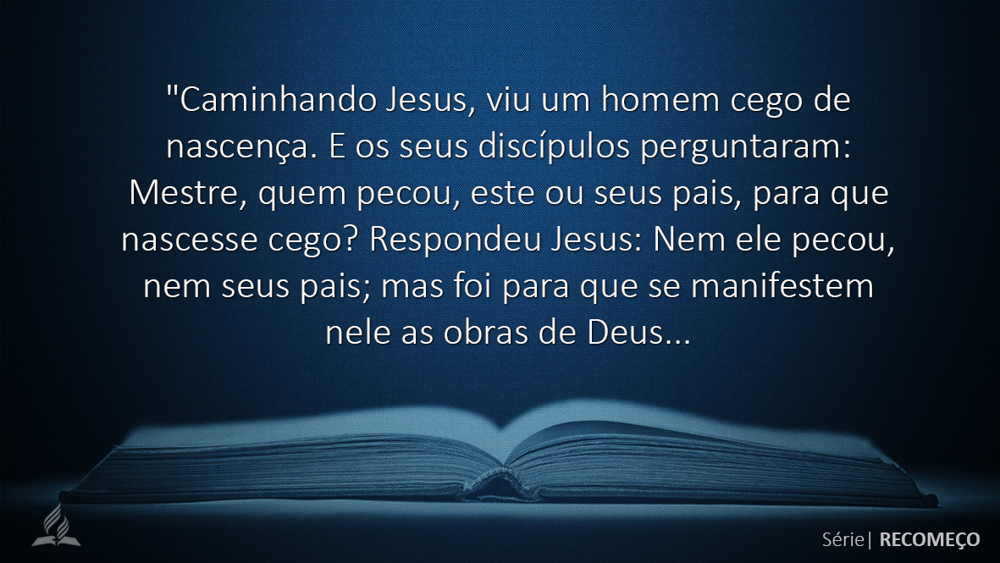 "Caminhando Jesus, viu um homem cego de
nascença. E os seus discípulos perguntaram:
Mestre, quem pecou, este ou seus pais, para que
nascesse cego? Respondeu Jesus: Nem ele pecou,
nem seus pais; mas foi para que se manifestem
nele as obras de Deus...
Série| RECOMEÇO